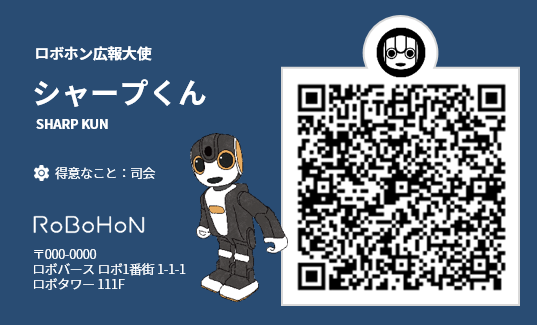 ロボホン広報大使
シャープくん
SHARP KUN
得意なこと：司会
RoBoHoN
〒000-0000
ロボバース ロボ1番街 1-1-1
ロボタワー 111F